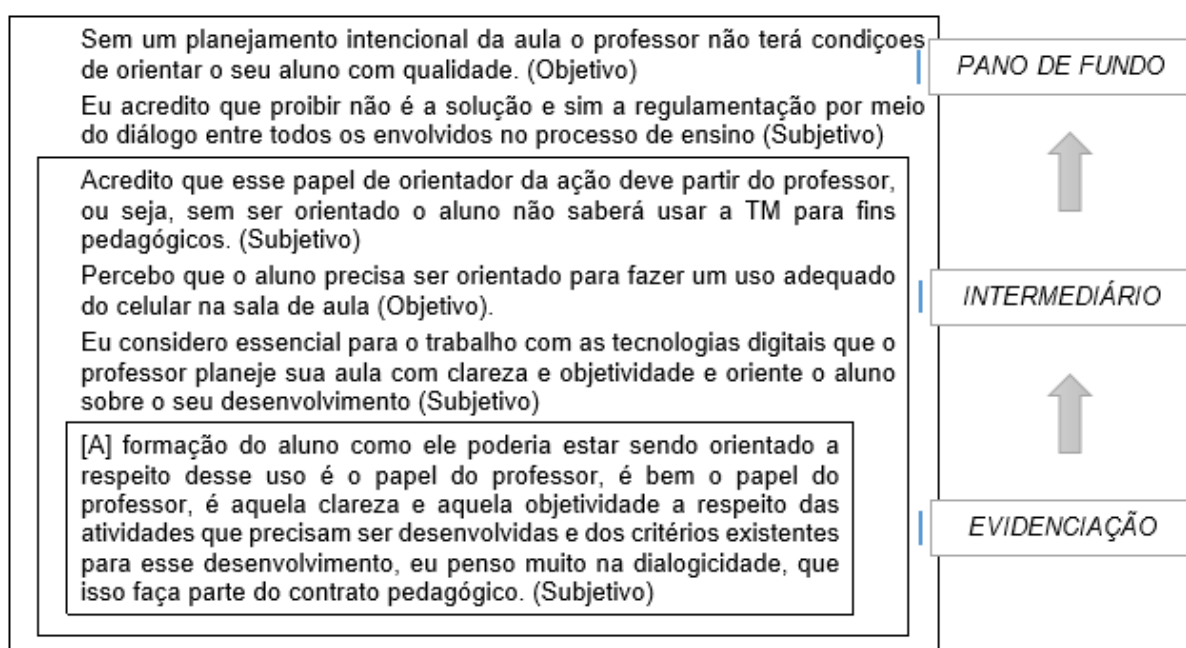 Sem um planejamento intencional da aula o professor não terá condiçoes
de orientar o seu aluno com qualidade. (Objetivo)
Eu acredito que proibir não é a solução e sim a regulamentação por meio
do diálogo entre todos os envolvidos no processo de ensino (Subjetivo)
PANO DE FUNDO
Acredito que esse papel de orientador da ação deve partir do professor,
ou seja, sem ser orientado o aluno não saberá usar a TM para fins
pedagógicos. (Subjetivo)
Percebo que o aluno precisa ser orientado para fazer um uso adequado
do celular na sala de aula (Objetivo).
Eu considero essencial para o trabalho com as tecnologias digitais que o
professor planeje sua aula com clareza e objetividade e oriente o aluno
sobre o seu desenvolvimento (Subjetivo)
INTERMEDIÁRIO
[A] formação do aluno como ele poderia estar sendo orientado a
respeito desse uso é o papel do professor, é bem o papel do
professor, é aquela clareza e aquela objetividade a respeito das
atividades que precisam ser desenvolvidas e dos critérios existentes
para esse desenvolvimento, eu penso muito na dialogicidade, que
isso faça parte do contrato pedagógico. (Subjetivo)
EVIDENCIAÇÃO